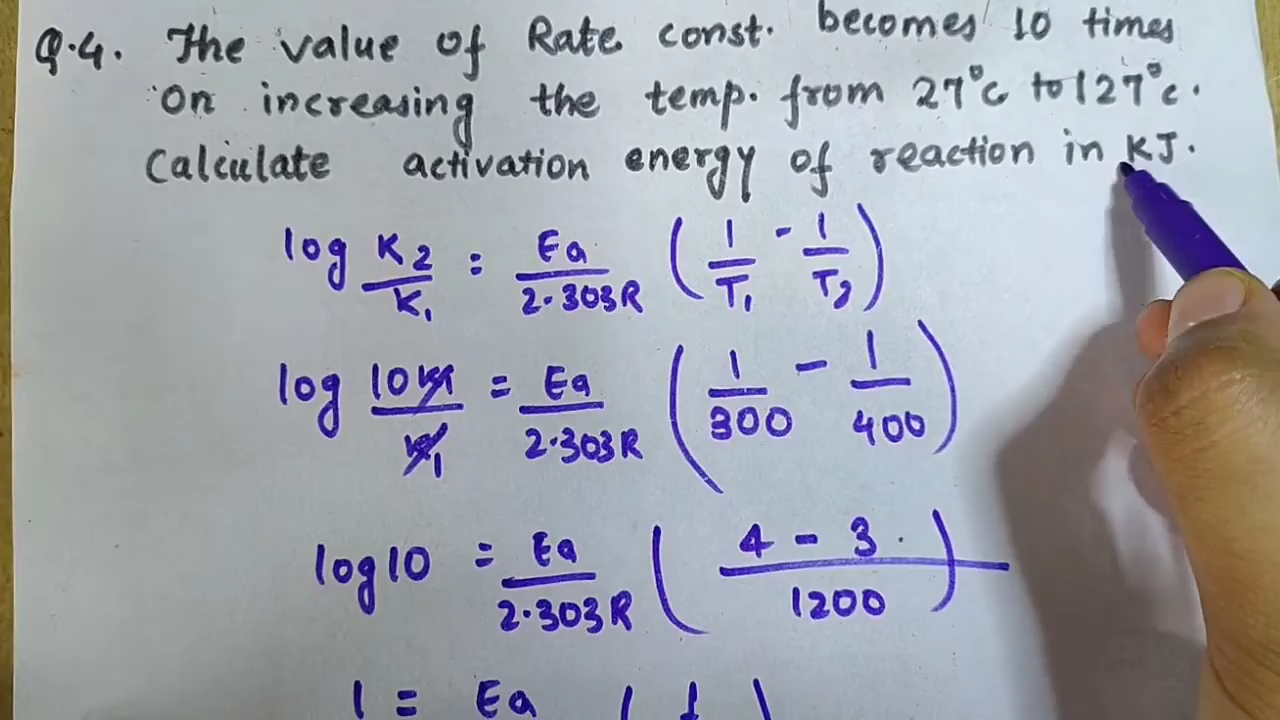 Q.4. The value of Rate const. becomes 10 times
On increasing the temp. from 27°c to 127°c.
Calculate activation energy of reaction in KJ.
log K2/K1 = Ea/2.303R (1/T1 - 1/T2)
log 10K1/K1 = Ea/2.303R (1/300 - 1/400)
log10 = Ea/2.303R (4 - 3/1200)
1 = Ea (1)